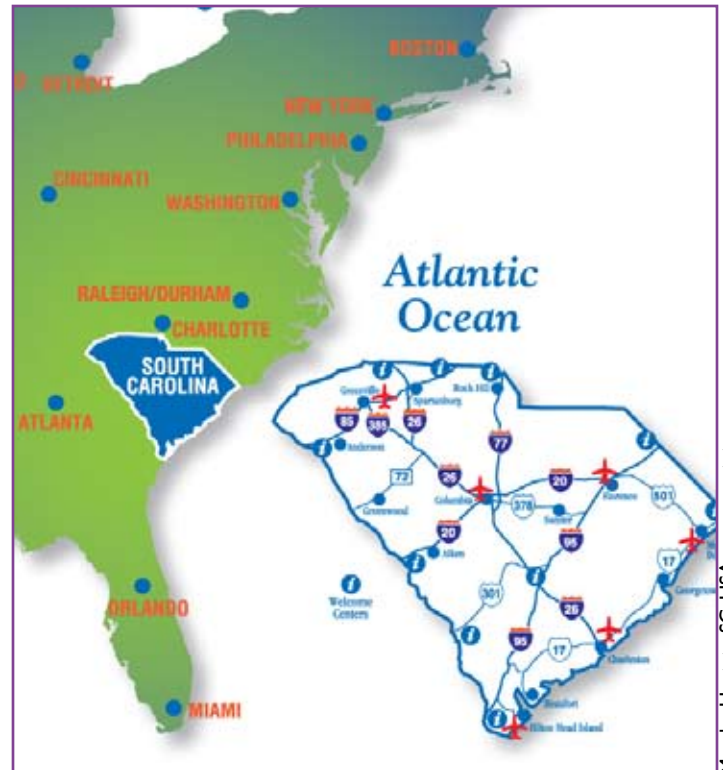 BOSTON
DETROIT
NEW YORK
PHILADELPHIA
CINCINNATI
WASHINGTON
Atlantic
Ocean
RALEIGH/DURHAM
CHARLOTTE
SOUTH
CAROLINA
ATLANTA
ORLANDO
MIAMI
Greenville
Spartanburg
Rock Hill
85
385
26
77
Anderson
72
26
20
Greenwood
Columbia
378
Sumter
Florence
501
20
Aiken
95
17
Georgetown
301
i
Welcome
Centers
26
95
17
Charleston
Beaufort
Hilton Head Island